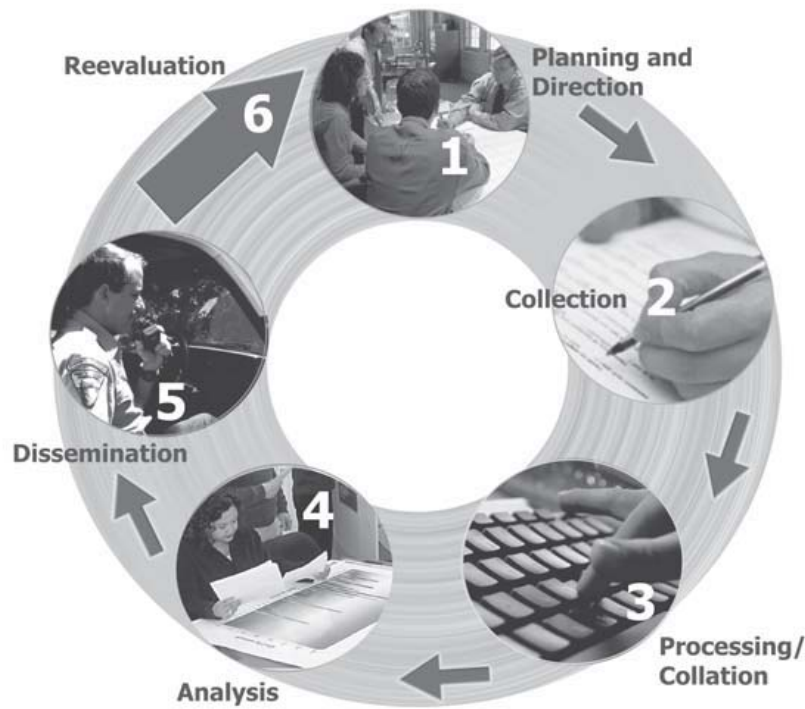 Reevaluation
6
1
Planning and
Direction
Collection
2
3
Processing/
Collation
4
Analysis
5
Dissemination